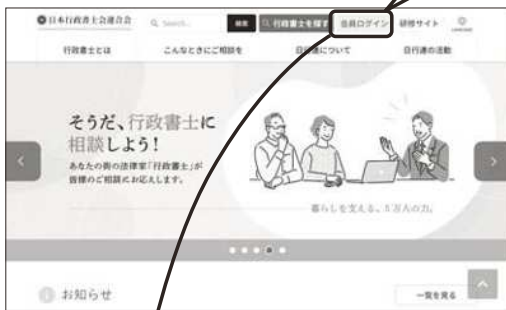 日本行政書士会連合会
Search...
検索
行政書士を探す
会員ログイン
研修サイト
行政書士とは
こんなときにご相談を
日行連について
日行連の活動
そうだ、行政書士に
相談しよう!
あなたの街の法律家「行政書士」が
皆様のご相談にお応えします。
暮らしを支える、5万人の力。
お知らせ
一覧を見る